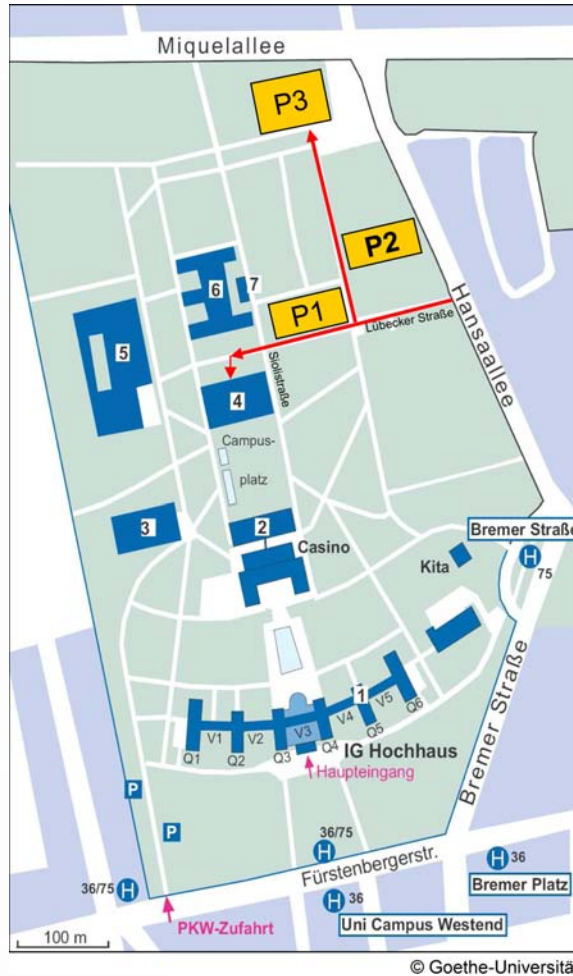 Miquelallee
P3
P2
P1
Lübecker Straße
Hansaallee
6
7
5
4
Siolistraße
Campus-
platz
3
2
Casino
Kita
Bremer Straße
H
75
Bremer Straße
1
Q1
V1
Q2
V2
Q3
V3
Q4
V4
Q5
V5
Q6
IG Hochhaus
Haupteingang
P
P
36/75
H
36/75
H
Fürstenbergerstr.
H
36
Bremer Platz
H
36
Uni Campus Westend
PKW-Zufahrt
100 m
© Goethe-Universitä